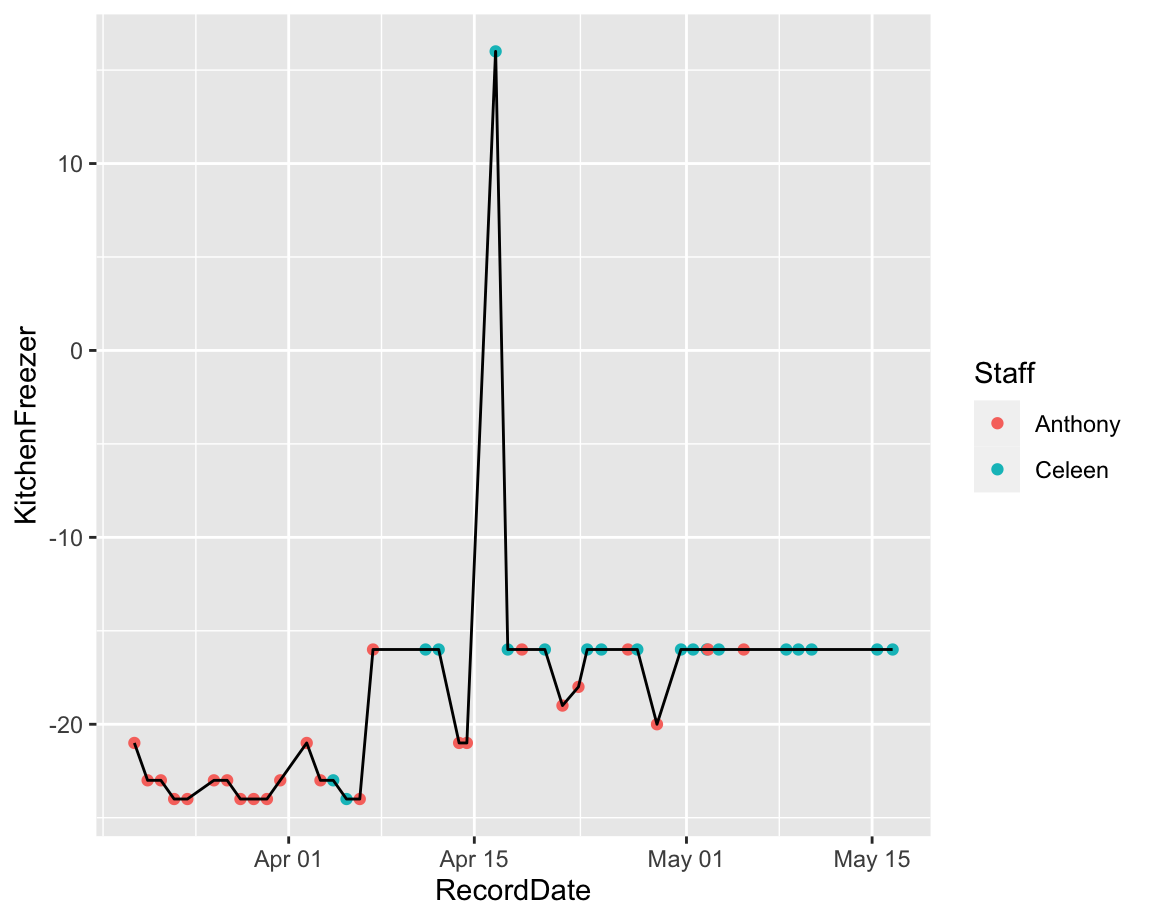 10
0
-10
-20
KitchenFreezer
Apr 01
Apr 15
May 01
May 15
RecordDate
Staff
Anthony
Celeen